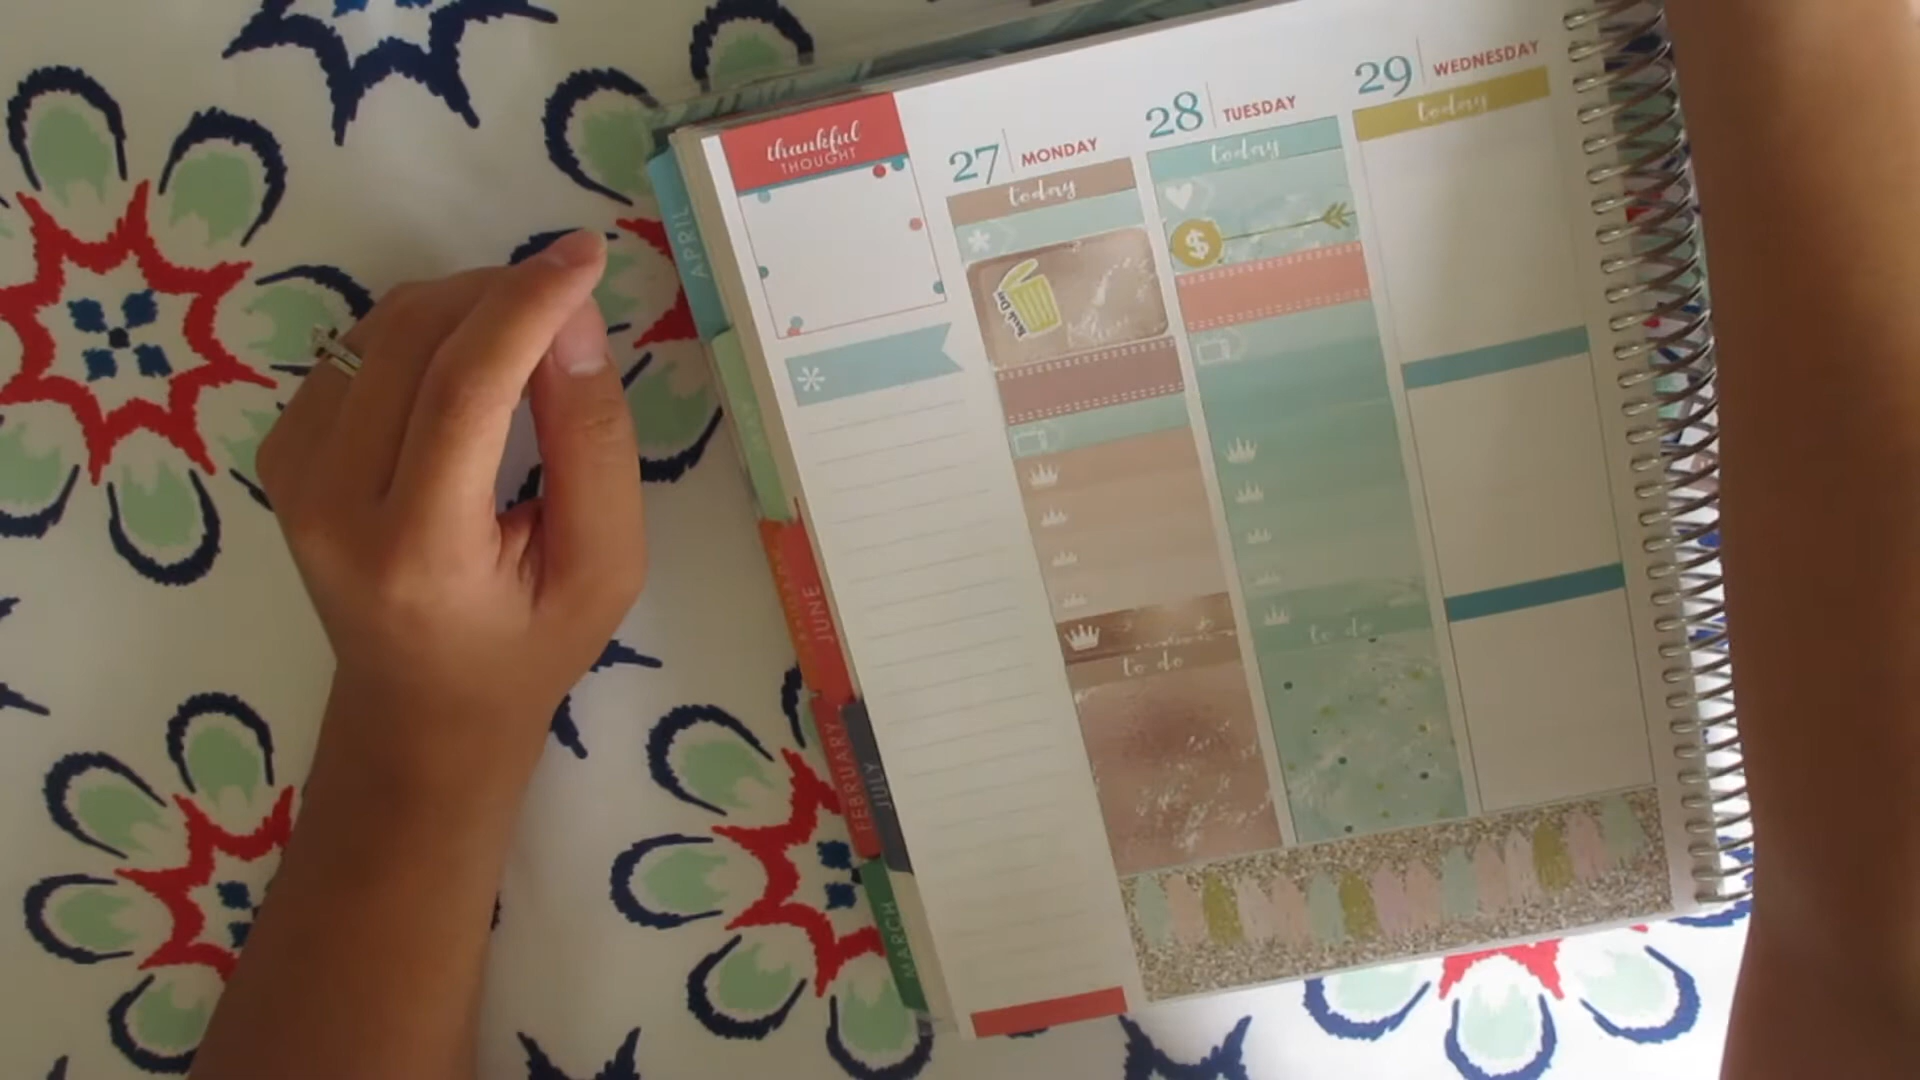 thankful
THOUGHT
27 MONDAY
today
to do
28 TUESDAY
today
$
to do
29 WEDNESDAY
today
APRIL
JUNE
FEBRUARY
JULY
MARCH